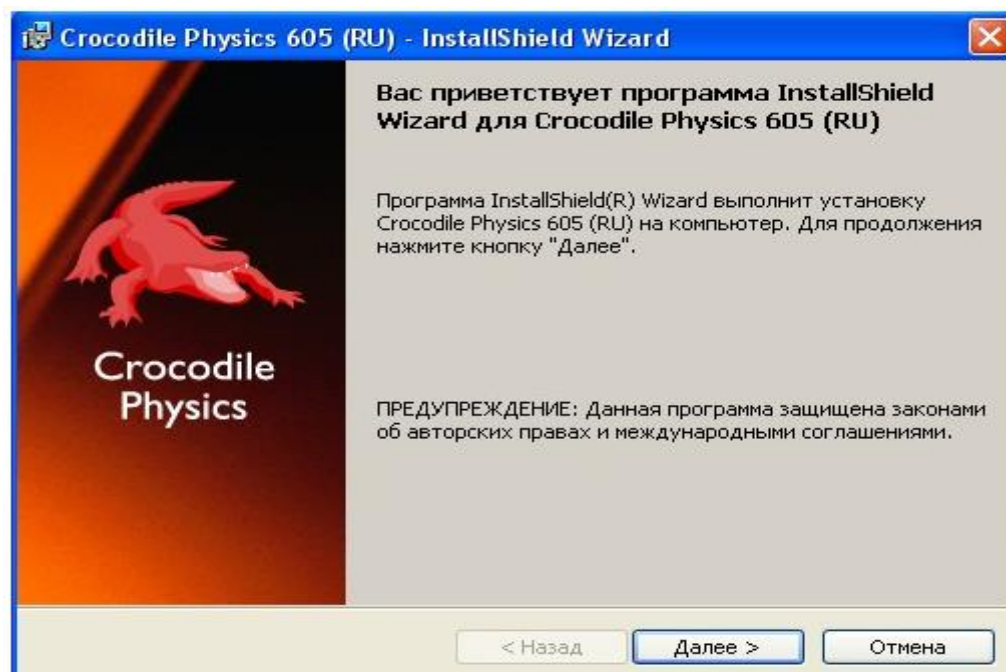 Crocodile Physics 605 (RU) - InstallShield Wizard
Вас приветствует программа InstallShield
Wizard для Crocodile Physics 605 (RU)
Программа InstallShield(R) Wizard выполнит установку
Crocodile Physics 605 (RU) на компьютер. Для продолжения
нажмите кнопку "Далее".
Crocodile
Physics
ПРЕДУПРЕЖДЕНИЕ: Данная программа защищена законами
об авторских правах и международными соглашениями.
< Назад
Далее >
Отмена